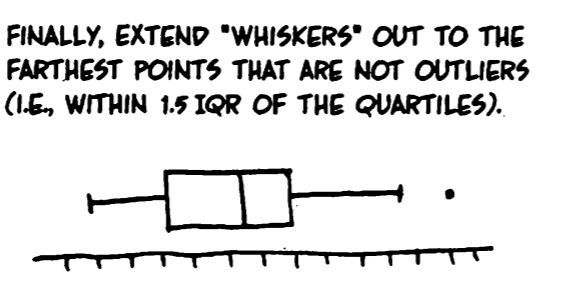 FINALLY, EXTEND "WHISKERS" OUT TO THE
FARTHEST POINTS THAT ARE NOT OUTLIERS
(I.E., WITHIN 1.5 IQR OF THE QUARTILES).